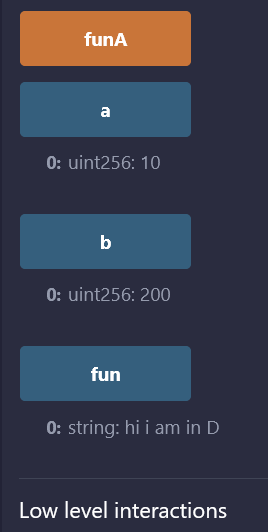 funA
a
0: uint256: 10
b
0: uint256: 200
fun
0: string: hi i am in D
Low level interactions